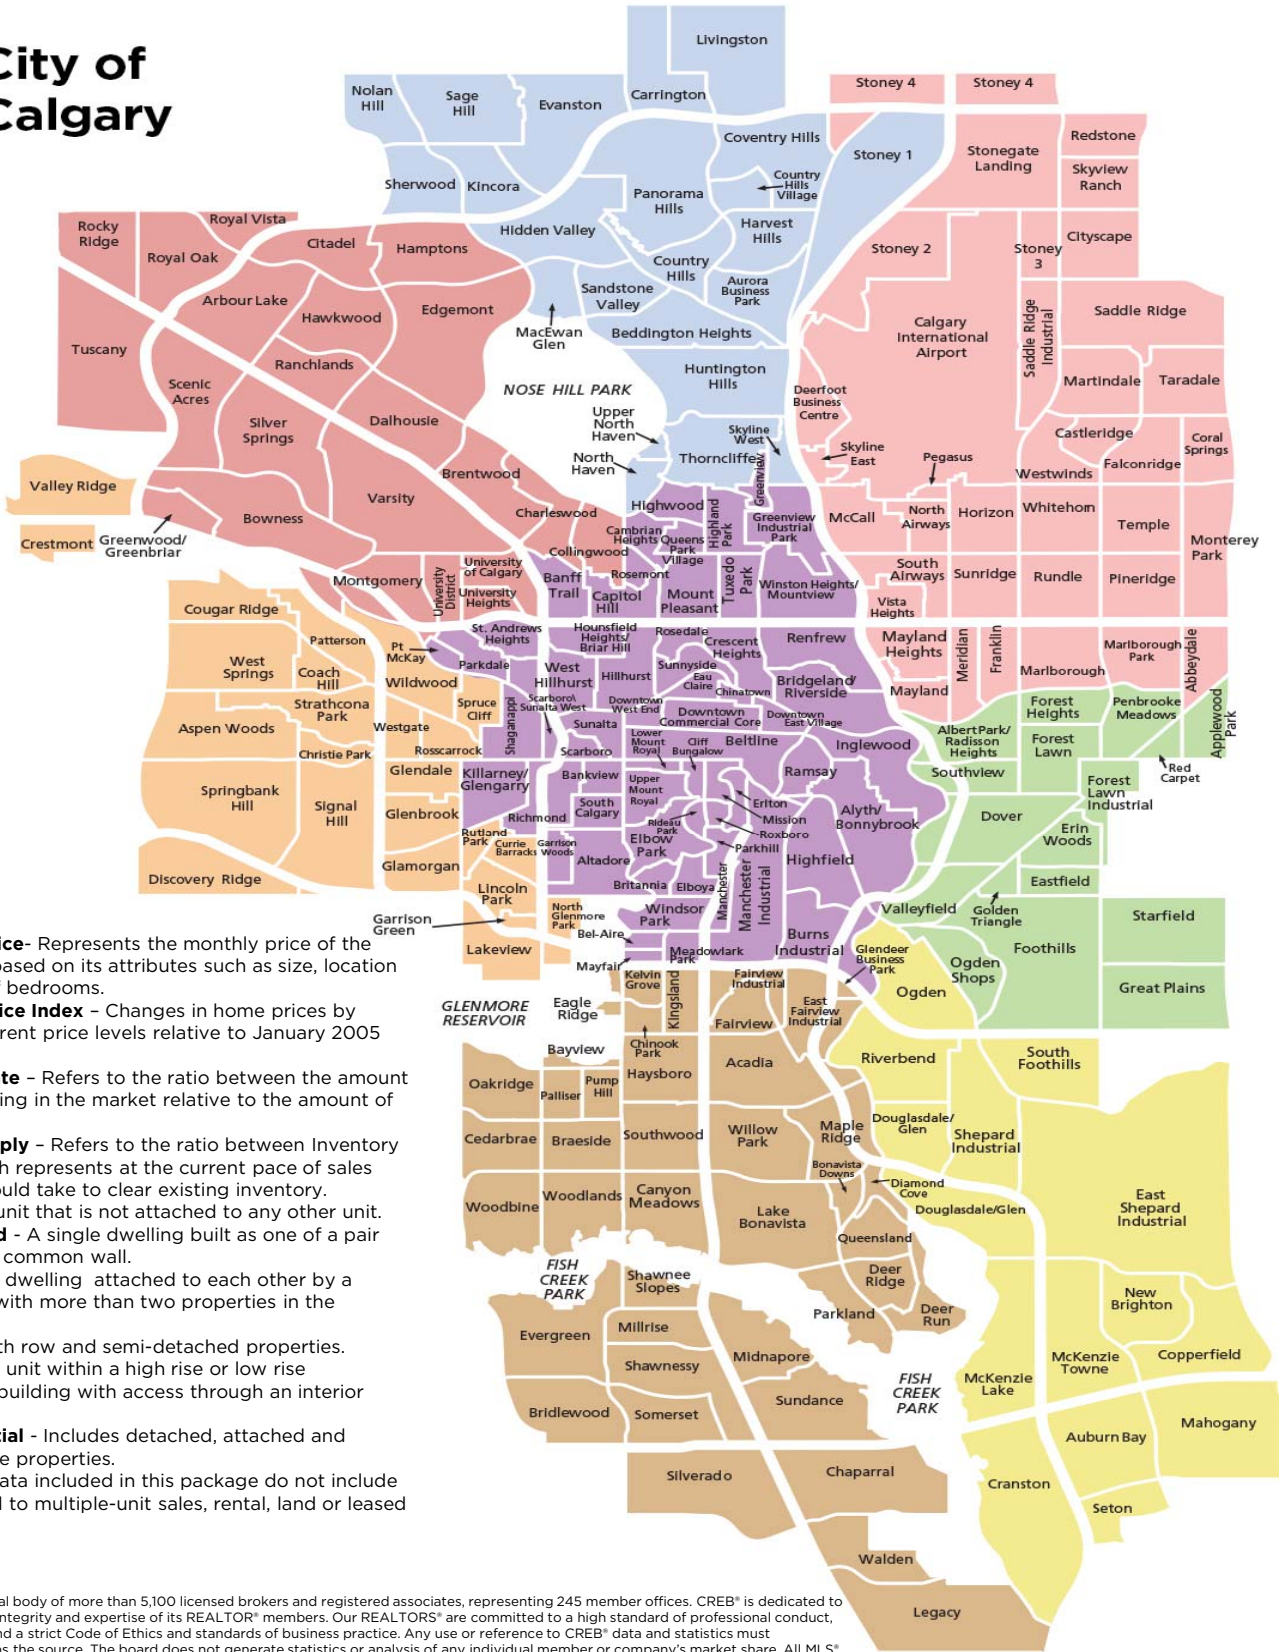 City of
Calgary
Livingston
Nolan
Hill
Sage
Hill
Evanston
Carrington
Stoney 4
Stoney 4
Coventry Hills
Stoney 1
Stonegate
Landing
Redstone
Skyview
Ranch
Sherwood
Kincora
Panorama
Hills
Country
Hills
Village
Rocky
Ridge
Royal Vista
Royal Oak
Citadel
Hamptons
Hidden Valley
Harvest
Hills
Stoney 2
Stoney
3
Cityscape
Country
Hills
Arbour Lake
Hawkwood
Edgemont
Sandstone
Valley
Aurora
Business
Park
MacEwan
Glen
Beddington Heights
Calgary
International
Airport
Saddle Ridge
Industrial
Saddle Ridge
Tuscany
Ranchlands
Scenic
Acres
Huntington
Hills
NOSE HILL PARK
Deerfoot
Business
Centre
Martindale
Taradale
Silver
Springs
Dalhousie
Upper
North
Haven
Skyline
West
Skyline
East
Castleridge
Coral
Springs
North
Haven
Thorncliffe
Greenview
Pegasus
Westwinds
Falconridge
Valley Ridge
Brentwood
Varsity
Charleswood
Highwood
Highland
Park
Greenview
Industrial
Park
McCall
North
Airways
Horizon
Whitehorn
Temple
Bowness
Crestmont
Greenwood/
Greenbriar
Cambrian
Heights
Queens
Park
Village
Collingwood
Monterey
Park
Montgomery
University
District
University
of Calgary
University
Heights
Banff
Trail
Rosemont
Capitol
Hill
Mount
Pleasant
Tuxedo
Park
Winston Heights/
Mountview
South
Airways
Sunridge
Rundle
Pineridge
Vista
Heights
Cougar Ridge
Patterson
Pt
McKay
St. Andrews
Heights
Hounsfield
Heights/
Briar Hill
Rosedale
Crescent
Heights
Renfrew
Mayland
Heights
Meridian
Franklin
Marlborough
Marlborough
Park
Abbeydale
West
Springs
Coach
Hill
Wildwood
Parkdale
West
Hillhurst
Hillhurst
Sunnyside
Eau
Claire
Chinatown
Bridgeland/
Riverside
Mayland
Strathcona
Park
Spruce
Cliff
Shaganappi
Scarboro\
Sunalta West
Downtown
West End
Downtown
Commercial Core
Downtown
East Village
Forest
Heights
Penbrooke
Meadows
Applewood
Park
Aspen Woods
Westgate
Sunalta
Christie Park
Rosscarrock
Scarboro
Lower
Mount
Royal
Cliff
Bungalow
Beltline
Inglewood
Albert Park/
Radisson
Heights
Forest
Lawn
Red
Carpet
Springbank
Hill
Signal
Hill
Glendale
Killarney/
Glengarry
Bankview
Upper
Mount
Royal
Ramsay
Southview
Forest
Lawn
Industrial
Glenbrook
Richmond
South
Calgary
Rideau
Park
Erlton
Mission
Roxboro
Alyth/
Bonnybrook
Dover
Erin
Woods
Rutland
Park
Currie
Barracks
Garrison
Woods
Altadore
Elbow
Park
Parkhill
Highfield
Glamorgan
Discovery Ridge
Lincoln
Park
Britannia
Elboya
Manchester
Manchester
Industrial
Eastfield
Garrison
Green
North
Glenmore
Park
Windsor
Park
Valleyfield
Golden
Triangle
Starfield
Lakeview
Bel-Aire
Mayfair
Meadowlark
Park
Burns
Industrial
Glendeer
Business
Park
Foothills
Ogden
Shops
Kelvin
Grove
Kingsland
Fairview
Industrial
Ogden
Great Plains
GLENMORE
RESERVOIR
Eagle
Ridge
Fairview
East
Fairview
Industrial
Bayview
Chinook
Park
Haysboro
Acadia
Riverbend
South
Foothills
Oakridge
Palliser
Pump
Hill
Cedarbrae
Braeside
Southwood
Willow
Park
Maple
Ridge
Douglasdale/
Glen
Shepard
Industrial
Bonavista
Downs
Diamond
Cove
Woodbine
Woodlands
Canyon
Meadows
Lake
Bonavista
Douglasdale/Glen
East
Shepard
Industrial
Queensland
FISH
CREEK
PARK
Shawnee
Slopes
Deer
Ridge
Parkland
Deer
Run
New
Brighton
Evergreen
Millrise
Shawnessy
Midnapore
McKenzie
Lake
McKenzie
Towne
Copperfield
FISH
CREEK
PARK
Bridlewood
Somerset
Sundance
Auburn Bay
Mahogany
Silverado
Chaparral
Cranston
Seton
Walden
Legacy
ice- Represents the monthly price of the
based on its attributes such as size, location
f bedrooms.
ice Index – Changes in home prices by
rent price levels relative to January 2005
te – Refers to the ratio between the amount
ing in the market relative to the amount of
ply – Refers to the ratio between Inventory
h represents at the current pace of sales
ould take to clear existing inventory.
unit that is not attached to any other unit.
d - A single dwelling built as one of a pair
common wall.
dwelling attached to each other by a
with more than two properties in the
th row and semi-detached properties.
unit within a high rise or low rise
building with access through an interior
tial - Includes detached, attached and
e properties.
ata included in this package do not include
d to multiple-unit sales, rental, land or leased
al body of more than 5,100 licensed brokers and registered associates, representing 245 member offices. CREB® is dedicated to
integrity and expertise of its REALTOR® members. Our REALTORS® are committed to a high standard of professional conduct,
nd a strict Code of Ethics and standards of business practice. Any use or reference to CREB® data and statistics must
as the source. The board does not generate statistics or analysis of any individual member or company's market share. All MLS®